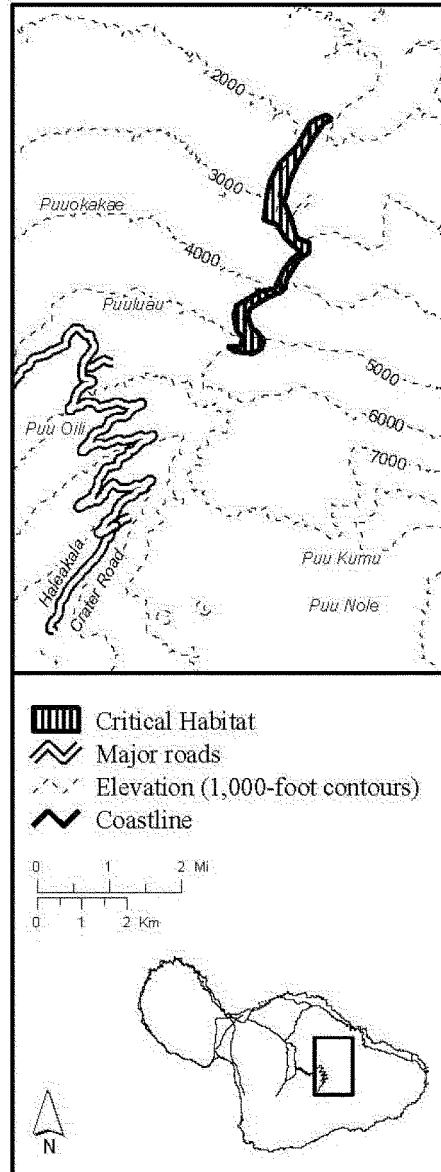 2000
3000
Puuokakae
4000
Puuluau
5000
Puu Oili
6000
7000
Haleakala
Crater Road
Puu Kumu
Puu Nole
Critical Habitat
Major roads
Elevation (1,000-foot contours)
Coastline
0 1 2 Mi
0 1 2 Km
N